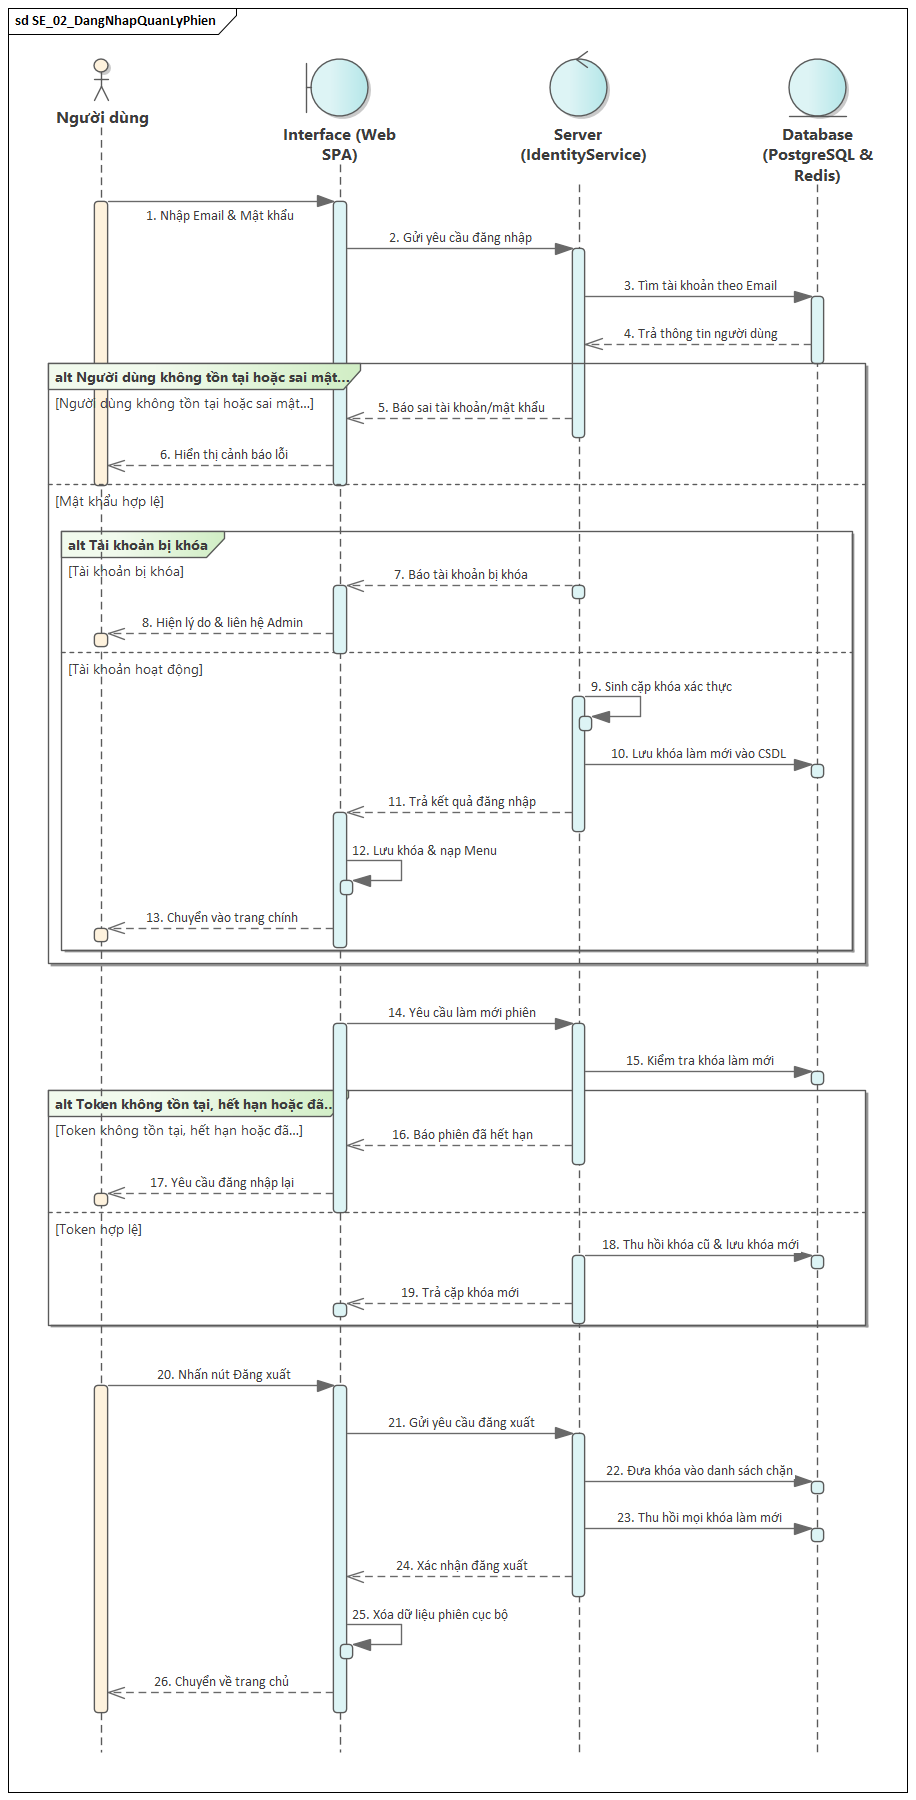 sd SE_02_DangNhapQuanLyPhien
Người dùng
Interface (Web
SPA)
Server
(IdentityService)
Database
(PostgreSQL &
Redis)
1. Nhập Email & Mật khẩu
2. Gửi yêu cầu đăng nhập
3. Tìm tài khoản theo Email
4. Trả thông tin người dùng
alt Người dùng không tồn tại hoặc sai mật...
[Người dùng không tồn tại hoặc sai mật...]
5. Báo sai tài khoản/mật khẩu
6. Hiển thị cảnh báo lỗi
[Mật khẩu hợp lệ]
alt Tài khoản bị khóa
[Tài khoản bị khóa]
7. Báo tài khoản bị khóa
8. Hiện lý do & liên hệ Admin
[Tài khoản hoạt động]
9. Sinh cặp khóa xác thực
10. Lưu khóa làm mới vào CSDL
11. Trả kết quả đăng nhập
12. Lưu khóa & nạp Menu
13. Chuyển vào trang chính
14. Yêu cầu làm mới phiên
15. Kiểm tra khóa làm mới
alt Token không tồn tại, hết hạn hoặc đã...
[Token không tồn tại, hết hạn hoặc đã...]
16. Báo phiên đã hết hạn
17. Yêu cầu đăng nhập lại
[Token hợp lệ]
18. Thu hồi khóa cũ & lưu khóa mới
19. Trả cặp khóa mới
20. Nhấn nút Đăng xuất
21. Gửi yêu cầu đăng xuất
22. Đưa khóa vào danh sách chặn
23. Thu hồi mọi khóa làm mới
24. Xác nhận đăng xuất
25. Xóa dữ liệu phiên cục bộ
26. Chuyển về trang chủ